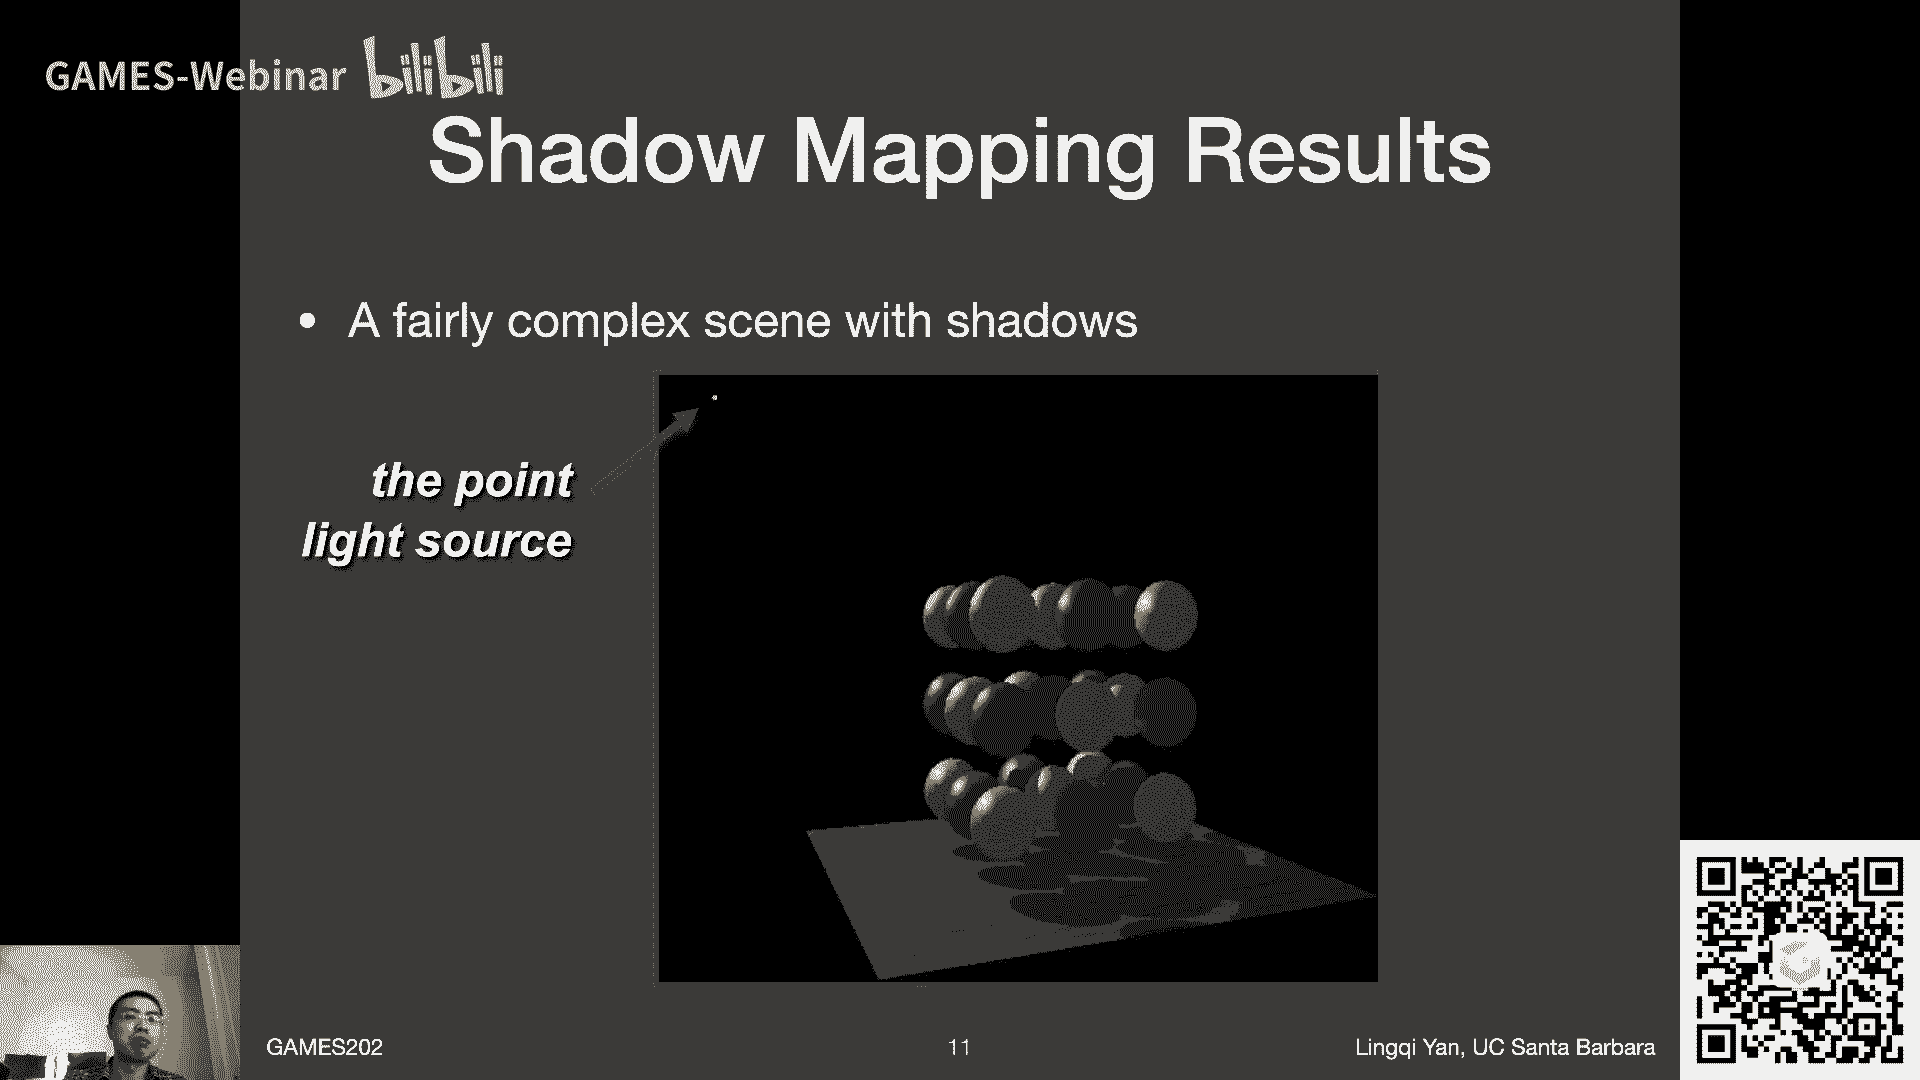 GAMES-Webinar bilibili
Shadow Mapping Results
• A fairly complex scene with shadows
the point
light source
GAMES202
11
Lingqi Yan, UC Santa Barbara